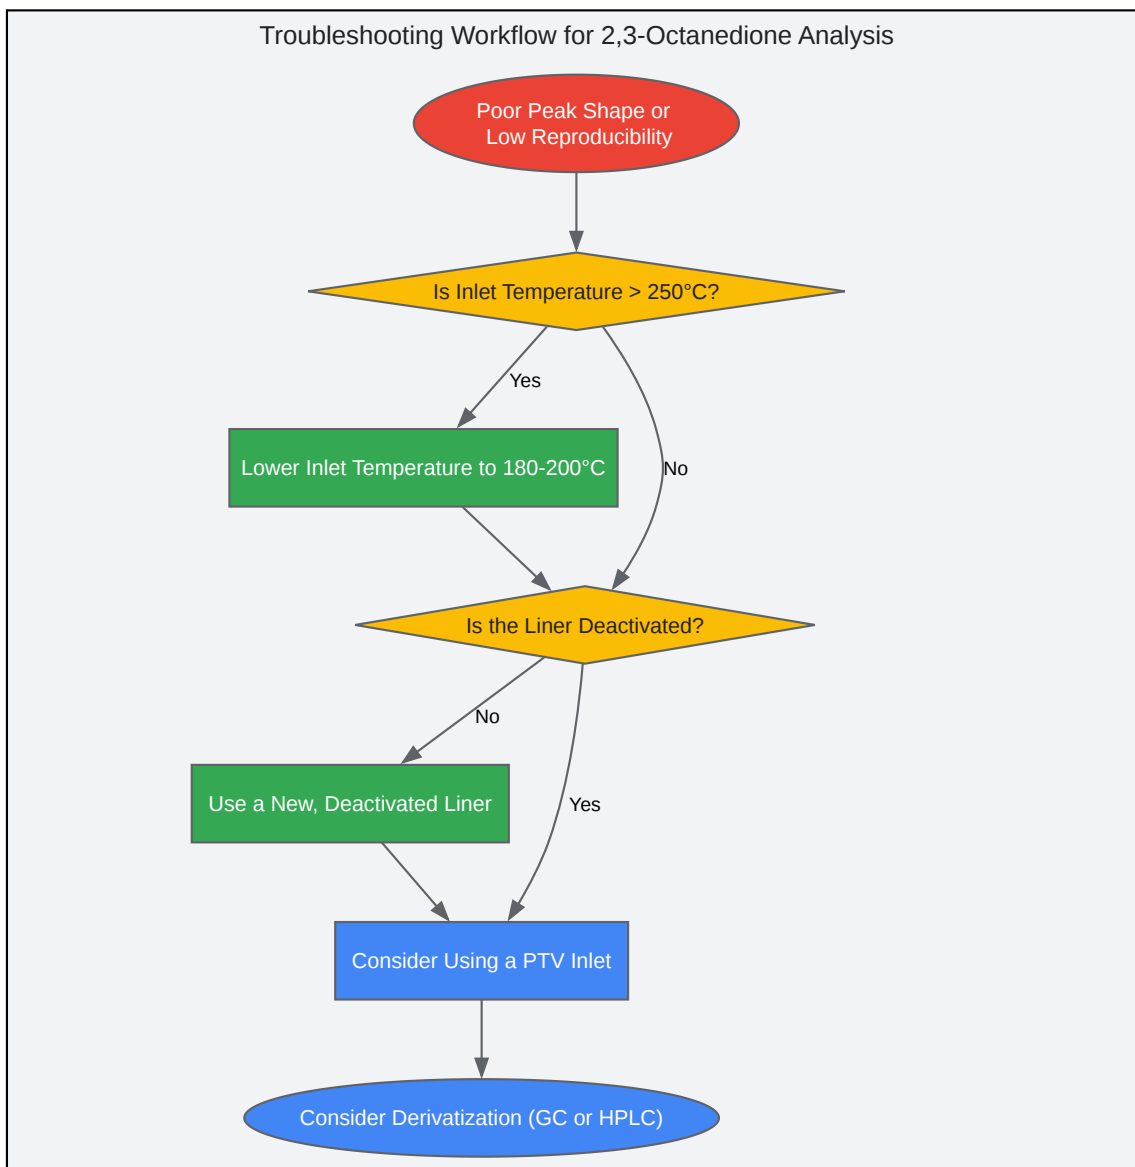 Troubleshooting Workflow for 2,3-Octanedione Analysis
Poor Peak Shape or
Low Reproducibility
Is Inlet Temperature > 250°C?
Yes
Lower Inlet Temperature to 180-200°C
No
Is the Liner Deactivated?
No
Use a New, Deactivated Liner
Yes
Consider Using a PTV Inlet
Consider Derivatization (GC or HPLC)